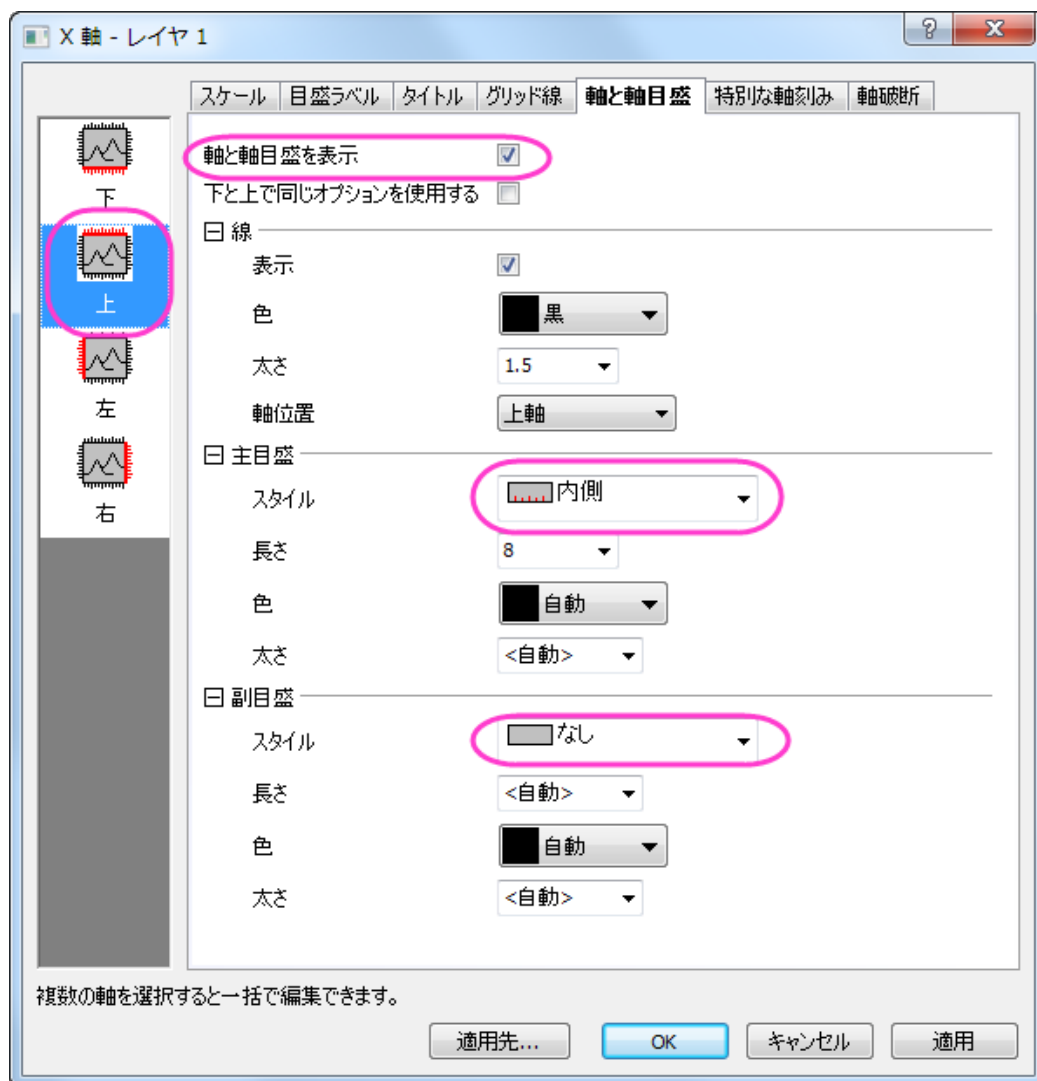 X 軸 - レイヤ 1
スケール 目盛ラベル タイトル グリッド線 軸と軸目盛 特別な軸刻み 軸破断
下
上
左
右
軸と軸目盛を表示
下と上で同じオプションを使用する
線
表示
色 黒
太さ 1.5
軸位置 上軸
主目盛
スタイル 内側
長さ 8
色 自動
太さ <自動>
副目盛
スタイル なし
長さ <自動>
色 自動
太さ <自動>
複数の軸を選択すると一括で編集できます。
適用先... OK キャンセル 適用